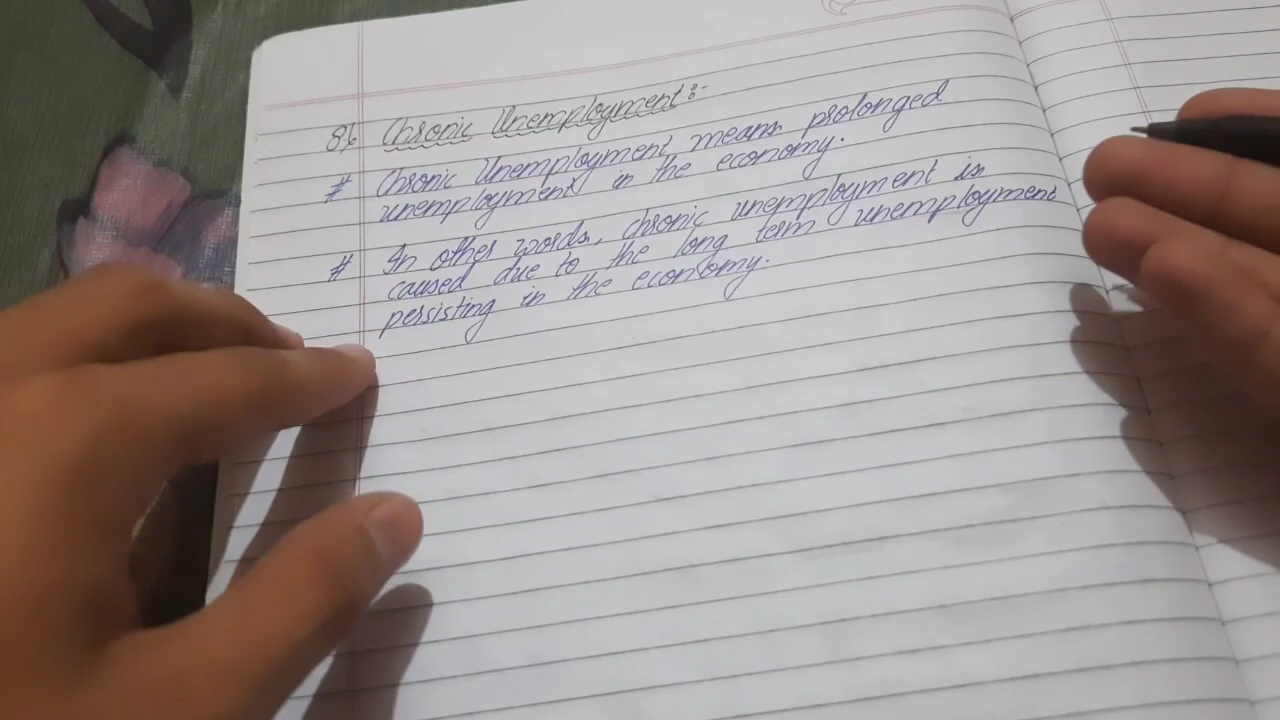 8% Chronic Unemployment :-
# Chronic Unemployment means prolonged
unemployment in the economy.
# In other words, chronic unemployment is
caused due to the long term unemployment
persisting in the economy.